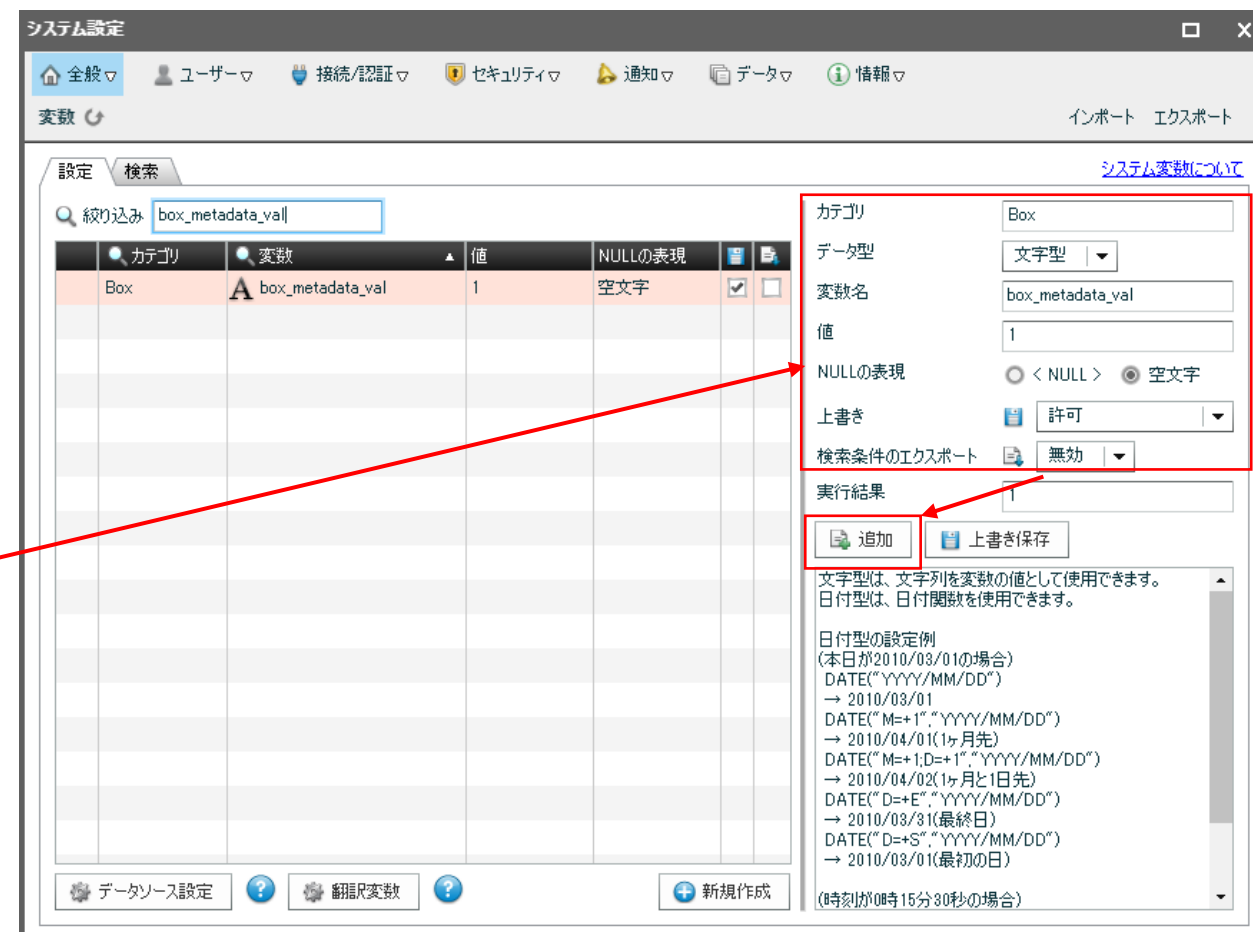 システム設定
全般 ユーザー 接続/認証 セキュリティ 通知 データ 情報
変数 インポート エクスポート
設定 検索 システム変数について
絞り込み box_metadata_val
カテゴリ 変数 値 NULLの表現
Box box_metadata_val 1 空文字
カテゴリ Box
データ型 文字型
変数名 box_metadata_val
値 1
NULLの表現 < NULL > 空文字
上書き 許可
検索条件のエクスポート 無効
実行結果 1
追加 上書き保存
文字型は、文字列を変数の値として使用できます。
日付型は、日付関数を使用できます。
日付型の設定例
(本日が2010/03/01の場合)
DATE("YYYY/MM/DD")
→ 2010/03/01
DATE("M=+1","YYYY/MM/DD")
→ 2010/04/01(1ヶ月先)
DATE("M=+1;D=+1","YYYY/MM/DD")
→ 2010/04/02(1ヶ月と1日先)
DATE("D=+E","YYYY/MM/DD")
→ 2010/03/31(最終日)
DATE("D=+S","YYYY/MM/DD")
→ 2010/03/01(最初の日)
(時刻が0時15分30秒の場合)
データソース設定 ? 翻訳変数 ? 新規作成